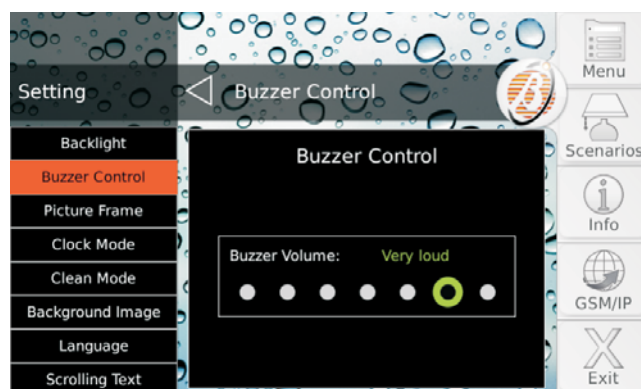 Setting
Buzzer Control
Backlight
Buzzer Control
Picture Frame
Clock Mode
Clean Mode
Background Image
Language
Scrolling Text
Buzzer Control
Buzzer Volume: Very loud
Menu
Scenarios
Info
GSM/IP
Exit